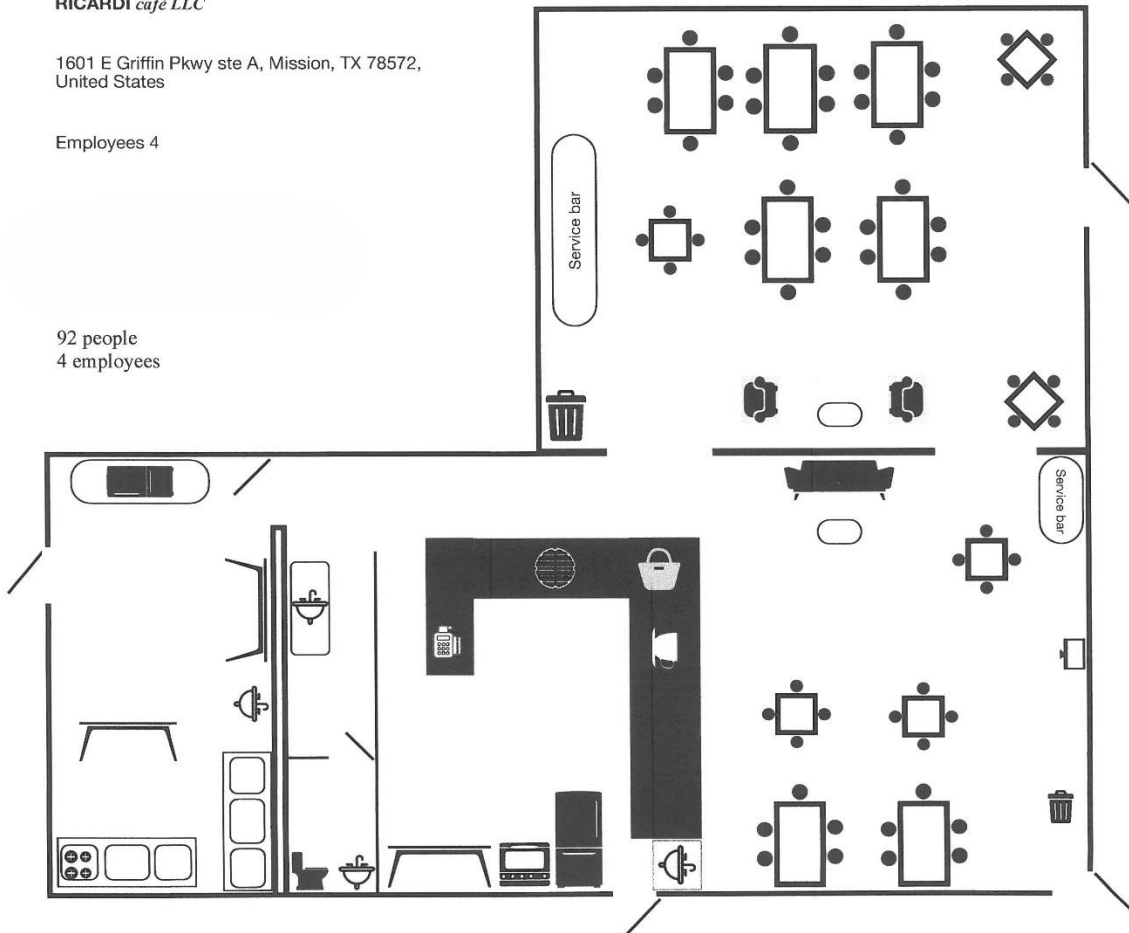 RICARDI café LLC
1601 E Griffin Pkwy ste A, Mission, TX 78572,
United States
Employees 4
92 people
4 employees
Service bar
Service bar